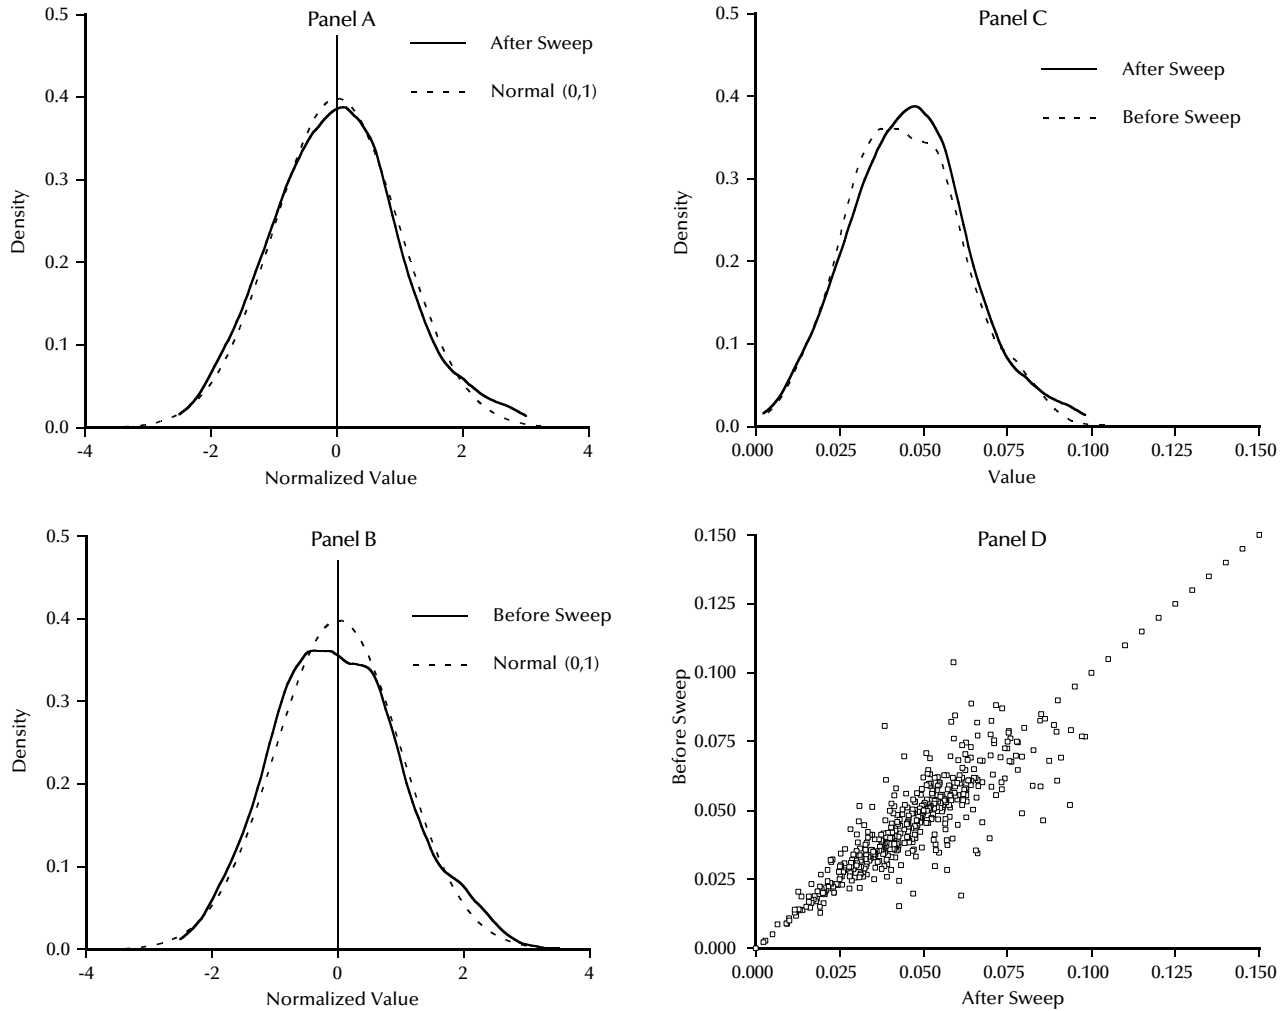 Panel A
After Sweep
Normal (0,1)
0.5
0.4
0.3
0.2
0.1
0.0
Density
-4
-2
0
2
4
Normalized Value
Panel C
After Sweep
Before Sweep
0.5
0.4
0.3
0.2
0.1
0.0
Density
0.000
0.025
0.050
0.075
0.100
0.125
0.150
Value
Panel B
Before Sweep
Normal (0,1)
0.5
0.4
0.3
0.2
0.1
0.0
Density
-4
-2
0
2
4
Normalized Value
Panel D
0.150
0.125
0.100
0.075
0.050
0.025
0.000
Before Sweep
0.000
0.025
0.050
0.075
0.100
0.125
0.150
After Sweep